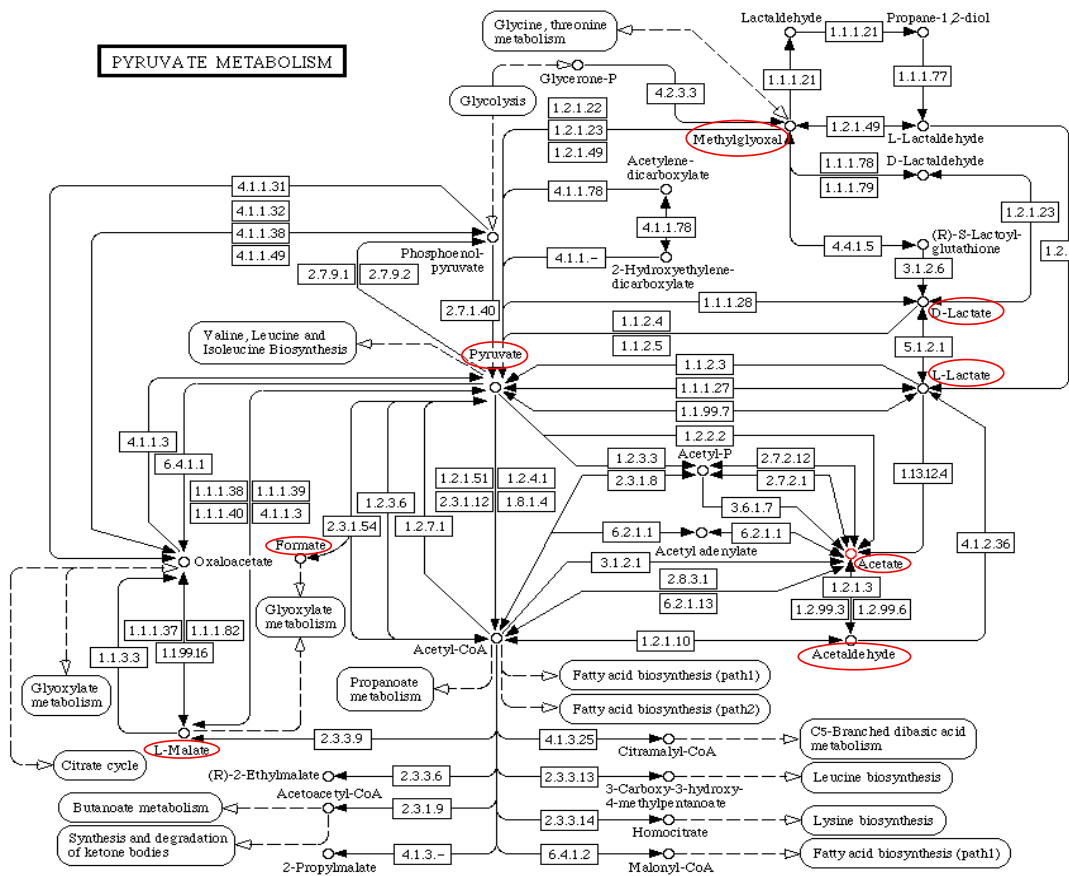 PYRUVATE METABOLISM
Glycine, threonine
metabolism
Lactaldehyde
Propane-1,2-diol
1.1.1.21
Glycerone-P
1.1.1.21
1.1.1.77
Glycolysis
4.2.3.3
1.2.1.22
1.2.1.23
1.2.1.49
Methylglyoxal
1.2.1.49
L-Lactaldehyde
D-Lactaldehyde
Acetylene-
dicarboxylate
1.1.1.78
1.1.1.79
4.1.1.31
4.1.1.32
4.1.1.38
4.1.1.49
4.1.1.78
4.1.1.78
1.2.1.23
(R)-S-Lactoyl-
glutathione
4.4.1.5
1.2.
Phosphoenol-
pyruvate
4.1.1.–
2-Hydroxyethylene-
dicarboxylate
3.1.2.6
2.7.9.1
2.7.9.2
2.7.1.40
1.1.1.28
D-Lactate
1.1.2.4
1.1.2.5
Valine, Leucine and
Isoleucine Biosynthesis
Pyruvate
5.1.2.1
1.1.2.3
L-Lactate
1.1.1.27
1.1.99.7
1.2.2.2
4.1.1.3
6.4.1.1
Acetyl-P
1.2.3.3
2.3.1.8
2.7.2.12
2.7.2.1
1.13.12.4
1.2.1.51
1.2.4.1
2.3.1.12
1.8.1.4
1.1.1.38
1.1.1.39
1.1.1.40
4.1.1.3
1.2.3.6
3.6.1.7
2.3.1.54
1.2.7.1
6.2.1.1
6.2.1.1
Formate
Acetyl adenylate
4.1.2.36
Oxaloacetate
3.1.2.1
Acetate
2.8.3.1
6.2.1.13
1.2.1.3
1.2.99.3
1.2.99.6
Glyoxylate
metabolism
1.1.1.37
1.1.1.82
1.1.99.16
1.1.3.3
1.2.1.10
Acetyl-CoA
Acetaldehyde
Glyoxylate
metabolism
Propanoate
metabolism
Fatty acid biosynthesis (path1)
Fatty acid biosynthesis (path2)
L-Malate
2.3.3.9
4.1.3.25
Citramalyl-CoA
C5-Branched dibasic acid
metabolism
Citrate cycle
(R)-2-Ethylmalate
2.3.3.6
2.3.3.13
3-Carboxy-3-hydroxy-
4-methylpentanoate
Leucine biosynthesis
Acetoacetyl-CoA
Butanoate metabolism
2.3.1.9
2.3.3.14
Homocitrate
Lysine biosynthesis
Synthesis and degradation
of ketone bodies
4.1.3.–
2-Propylmalate
6.4.1.2
Malonyl-CoA
Fatty acid biosynthesis (path1)